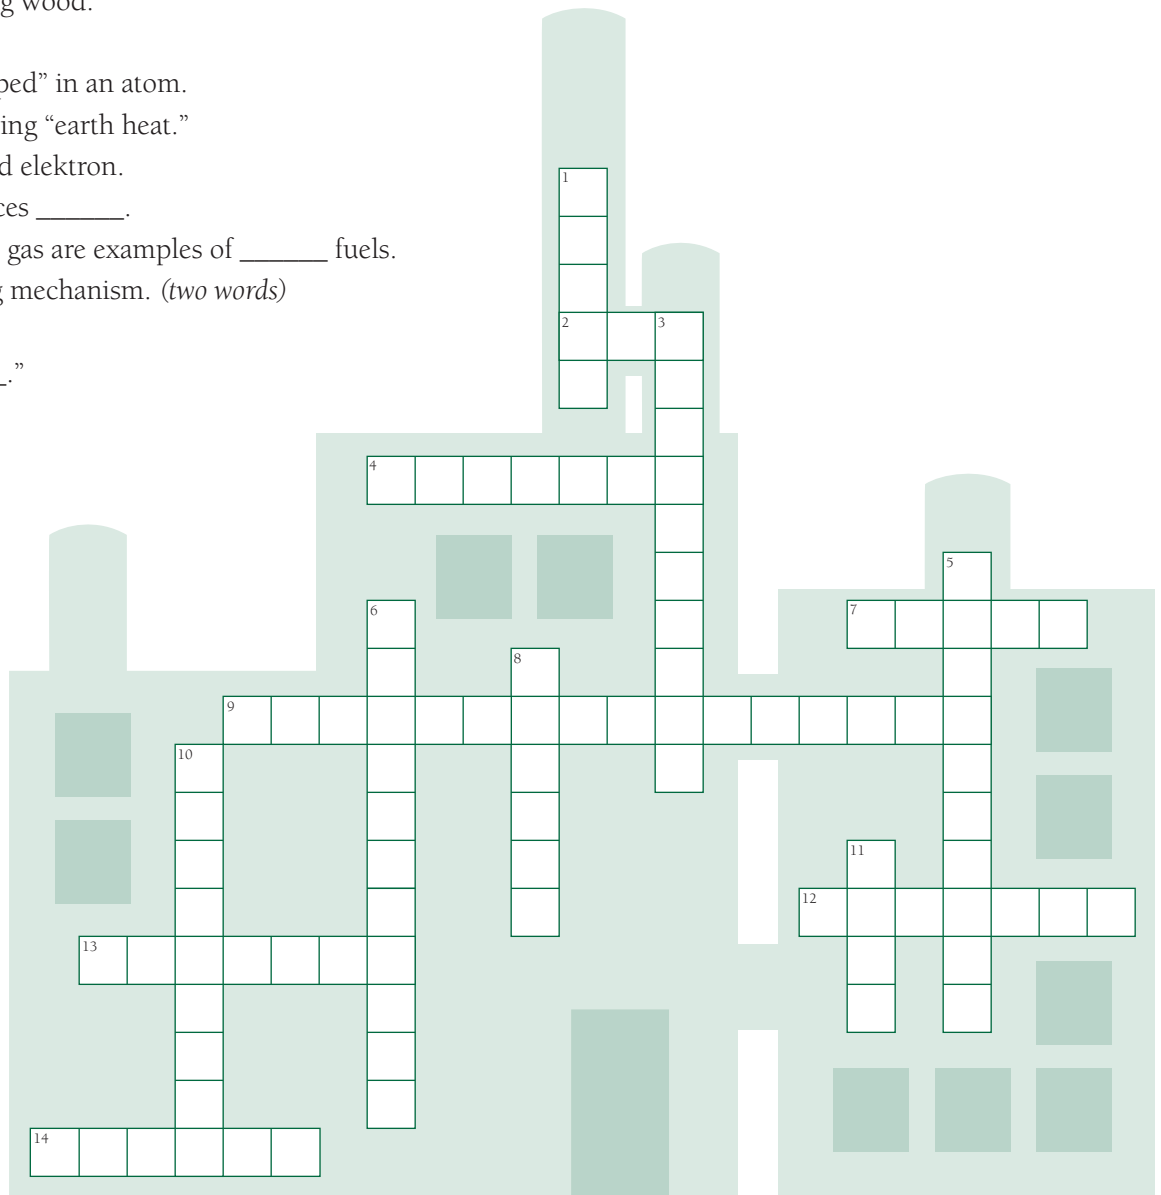 g wood.
ped” in an atom.
ing “earth heat.”
d elektron.
ces ______.
gas are examples of ______ fuels.
g mechanism. (two words)
_.”
1
2 3
4
5
6
7
8
9
10
11
12
13
14